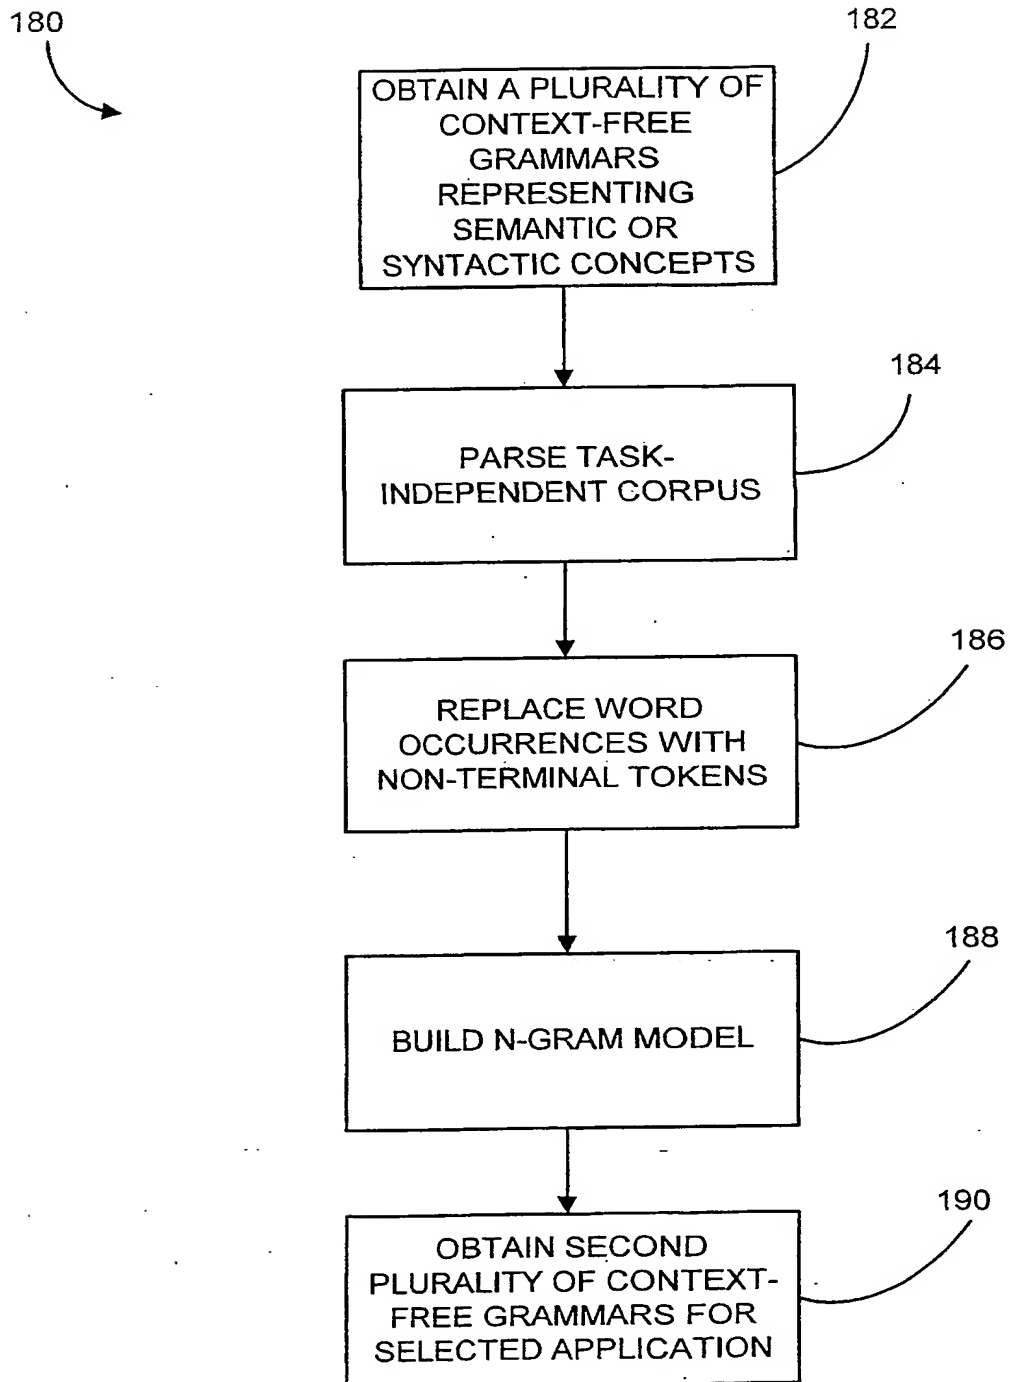 180
182
OBTAIN A PLURALITY OF
CONTEXT-FREE
GRAMMARS
REPRESENTING
SEMANTIC OR
SYNTACTIC CONCEPTS
184
PARSE TASK-
INDEPENDENT CORPUS
186
REPLACE WORD
OCCURRENCES WITH
NON-TERMINAL TOKENS
188
BUILD N-GRAM MODEL
190
OBTAIN SECOND
PLURALITY OF CONTEXT-
FREE GRAMMARS FOR
SELECTED APPLICATION